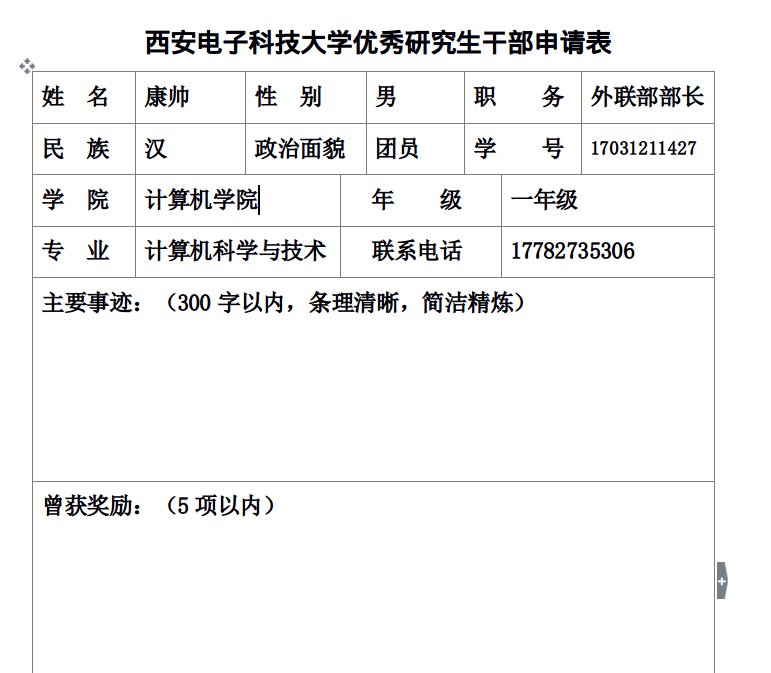 西安电子科技大学优秀研究生干部申请表
姓 名 康帅 性 别 男 职 务 外联部部长
民 族 汉 政治面貌 团员 学 号 17031211427
学 院 计算机学院 年 级 一年级
专 业 计算机科学与技术 联系电话 17782735306
主要事迹：（300 字以内，条理清晰，简洁精炼）
曾获奖励：（5 项以内）